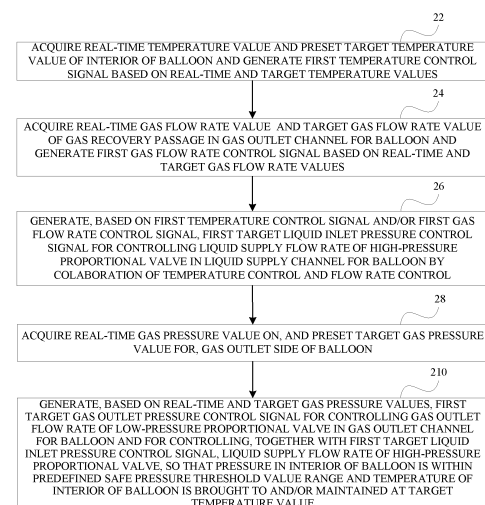 22
ACQUIRE REAL-TIME TEMPERATURE VALUE AND PRESET TARGET TEMPERATURE
VALUE OF INTERIOR OF BALLOON AND GENERATE FIRST TEMPERATURE CONTROL
SIGNAL BASED ON REAL-TIME AND TARGET TEMPERATURE VALUES
24
ACQUIRE REAL-TIME GAS FLOW RATE VALUE AND TARGET GAS FLOW RATE VALUE
OF GAS RECOVERY PASSAGE IN GAS OUTLET CHANNEL FOR BALLOON AND
GENERATE FIRST GAS FLOW RATE CONTROL SIGNAL BASED ON REAL-TIME AND
TARGET GAS FLOW RATE VALUES
26
GENERATE, BASED ON FIRST TEMPERATURE CONTROL SIGNAL AND/OR FIRST GAS
FLOW RATE CONTROL SIGNAL, FIRST TARGET LIQUID INLET PRESSURE CONTROL
SIGNAL FOR CONTROLLING LIQUID SUPPLY FLOW RATE OF HIGH-PRESSURE
PROPORTIONAL VALVE IN LIQUID SUPPLY CHANNEL FOR BALLOON BY
COLABORATION OF TEMPERATURE CONTROL AND FLOW RATE CONTROL
28
ACQUIRE REAL-TIME GAS PRESSURE VALUE ON, AND PRESET TARGET GAS PRESSURE
VALUE FOR, GAS OUTLET SIDE OF BALLOON
210
GENERATE, BASED ON REAL-TIME AND TARGET GAS PRESSURE VALUES, FIRST
TARGET GAS OUTLET PRESSURE CONTROL SIGNAL FOR CONTROLLING GAS OUTLET
FLOW RATE OF LOW-PRESSURE PROPORTIONAL VALVE IN GAS OUTLET CHANNEL
FOR BALLOON AND FOR CONTROLLING, TOGETHER WITH FIRST TARGET LIQUID
INLET PRESSURE CONTROL SIGNAL, LIQUID SUPPLY FLOW RATE OF HIGH-PRESSURE
PROPORTIONAL VALVE, SO THAT PRESSURE IN INTERIOR OF BALLOON IS WITHIN
PREDEFINED SAFE PRESSURE THRESHOLD VALUE RANGE AND TEMPERATURE OF
INTERIOR OF BALLOON IS BROUGHT TO AND/OR MAINTAINED AT TARGET
TEMPERATURE VALUE